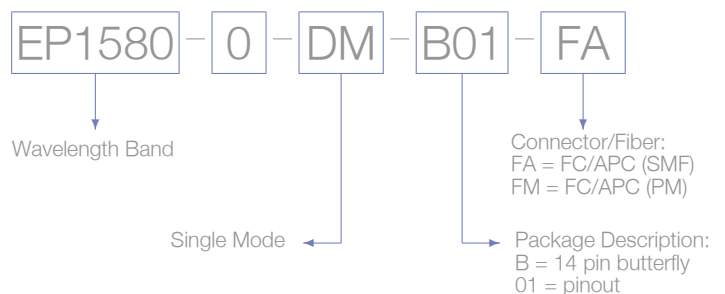 EP1580 - 0 - DM - B01 - FA
Wavelength Band
Connector/Fiber:
FA = FC/APC (SMF)
FM = FC/APC (PM)
Single Mode
Package Description:
B = 14 pin butterfly
01 = pinout